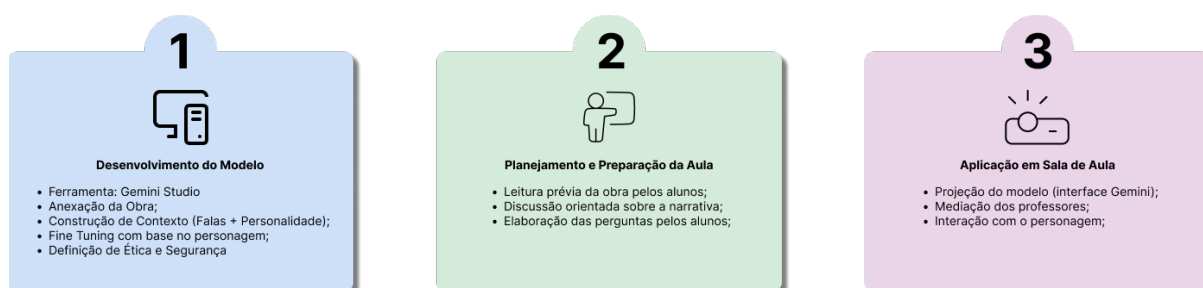 1
Desenvolvimento do Modelo
• Ferramenta: Gemini Studio
• Anexação da Obra;
• Construção de Contexto (Falas + Personalidade);
• Fine Tuning com base no personagem;
• Definição de Ética e Segurança
2
Planejamento e Preparação da Aula
• Leitura prévia da obra pelos alunos;
• Discussão orientada sobre a narrativa;
• Elaboração das perguntas pelos alunos;
3
Aplicação em Sala de Aula
• Projeção do modelo (interface Gemini);
• Mediação dos professores;
• Interação com o personagem;